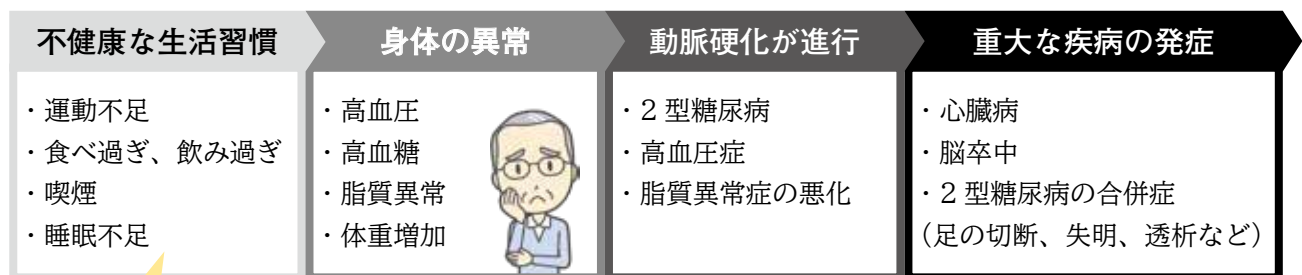 不健康な生活習慣
・運動不足
・食べ過ぎ、飲み過ぎ
・喫煙
・睡眠不足
身体の異常
・高血圧
・高血糖
・脂質異常
・体重増加
動脈硬化が進行
・2型糖尿病
・高血圧症
・脂質異常症の悪化
重大な疾病の発症
・心臓病
・脳卒中
・2型糖尿病の合併症
（足の切断、失明、透析など）